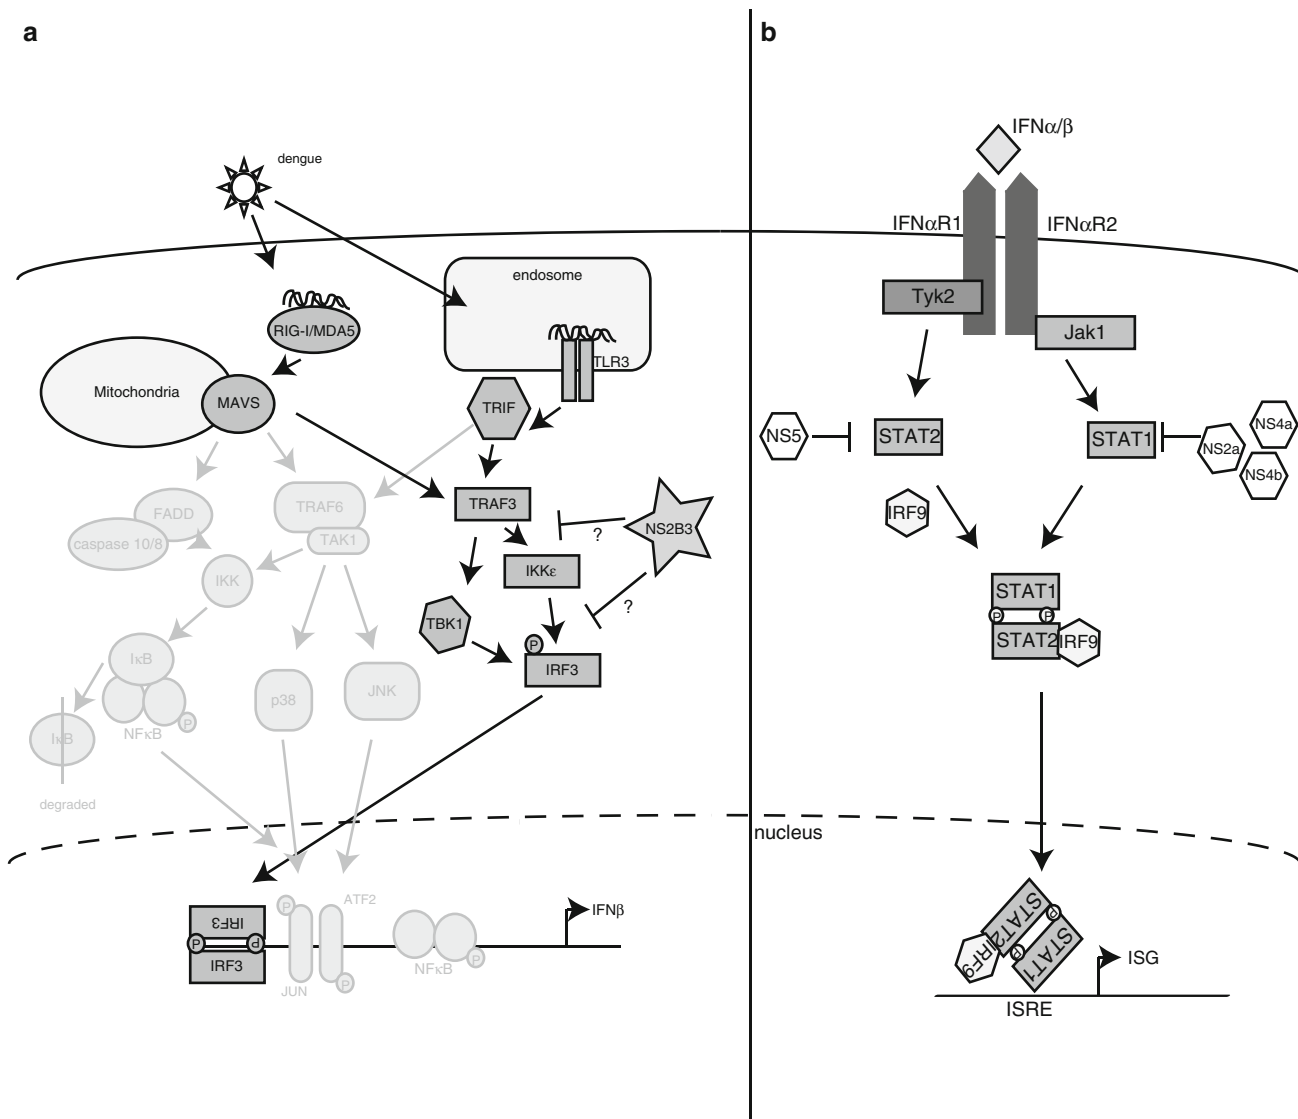 a
dengue
endosome
RIG-I/MDA5
TLR3
Mitochondria
MAVS
TRIF
FADD
caspase 10/8
TRAF6
TAK1
TRAF3
NS2B3
?
IKK
IKKε
?
TBK1
P
IRF3
IκB
NFκB
P
p38
JNK
IκB
degraded
IRF3
P
P
IRF3
P
ATF2
JUN
P
NFκB
P
IFNβ
b
IFNα/β
IFNαR1
IFNαR2
Tyk2
Jak1
NS5
STAT2
STAT1
NS4a
NS2a
NS4b
IRF9
STAT1
P
P
STAT2
IRF9
nucleus
STAT2
P
IRF9
P
STAT1
ISG
ISRE